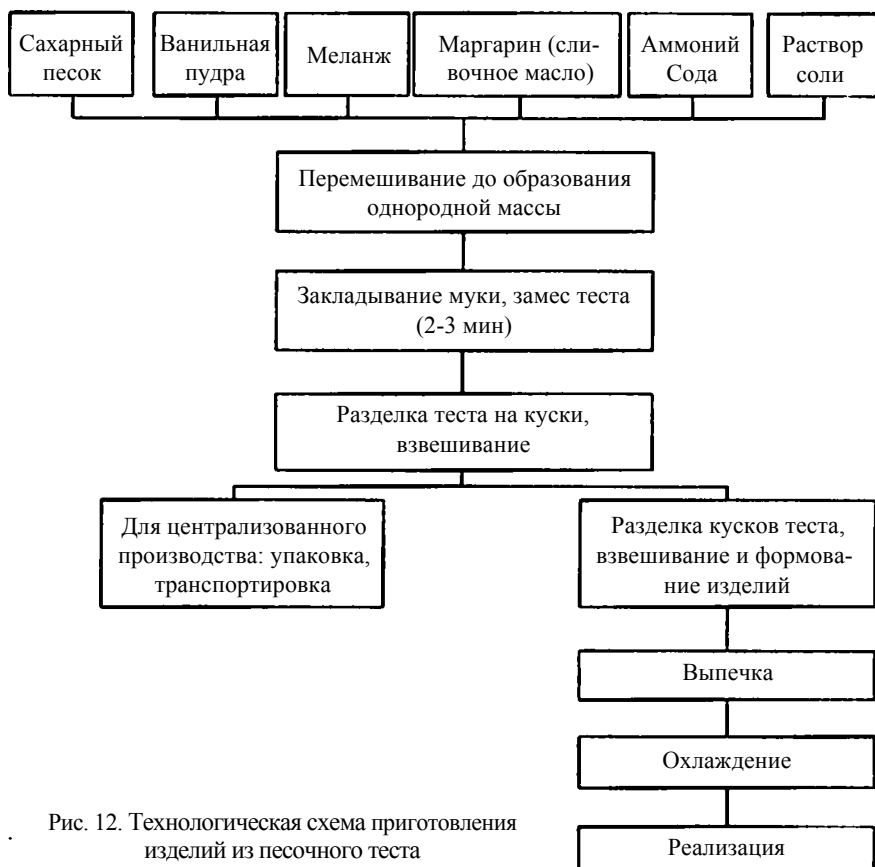 Сахарный
песок
Ванильная
пудра
Меланж
Маргарин (сли-
вочное масло)
Аммоний
Сода
Раствор
соли
Перемешивание до образования
однородной массы
Закладывание муки, замес теста
(2-3 мин)
Разделка теста на куски,
взвешивание
Для централизованного
производства: упаковка,
транспортировка
Разделка кусков теста,
взвешивание и формова-
ние изделий
Выпечка
Охлаждение
Реализация
Рис. 12. Технологическая схема приготовления
изделий из песочного теста